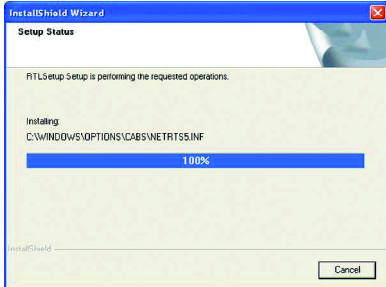 InstallShield Wizard
Setup Status
RTLSetup Setup is performing the requested operations.
Installing:
C:\WINDOWS\OPTIONS\CABS\NETRTS5.INF
100%
InstallShield
Cancel